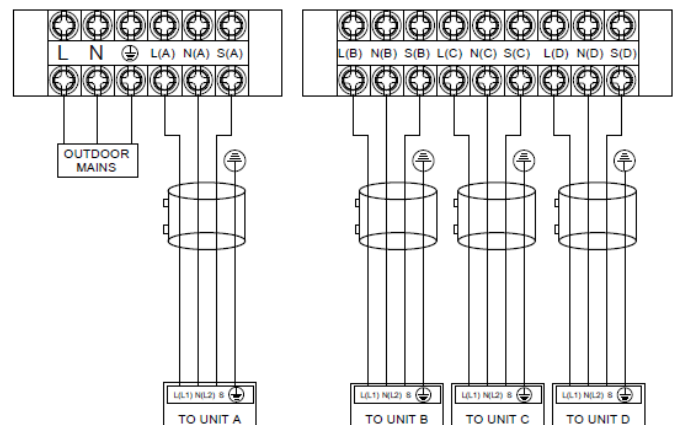 L N L(A) N(A) S(A)
L(B) N(B) S(B) L(C) N(C) S(C) L(D) N(D) S(D)
OUTDOOR
MAINS
L(L1) N(L2) S
TO UNIT A
L(L1) N(L2) S
TO UNIT B
L(L1) N(L2) S
TO UNIT C
L(L1) N(L2) S
TO UNIT D